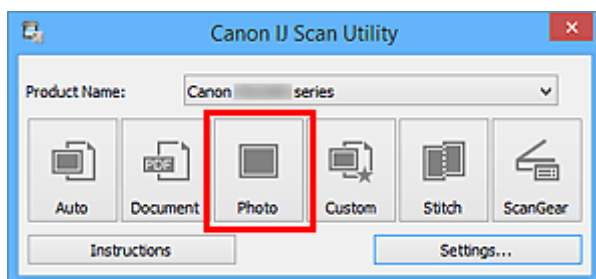 Canon IJ Scan Utility
Product Name: Canon series
PDF
Auto Document Photo Custom Stitch ScanGear
Instructions Settings...